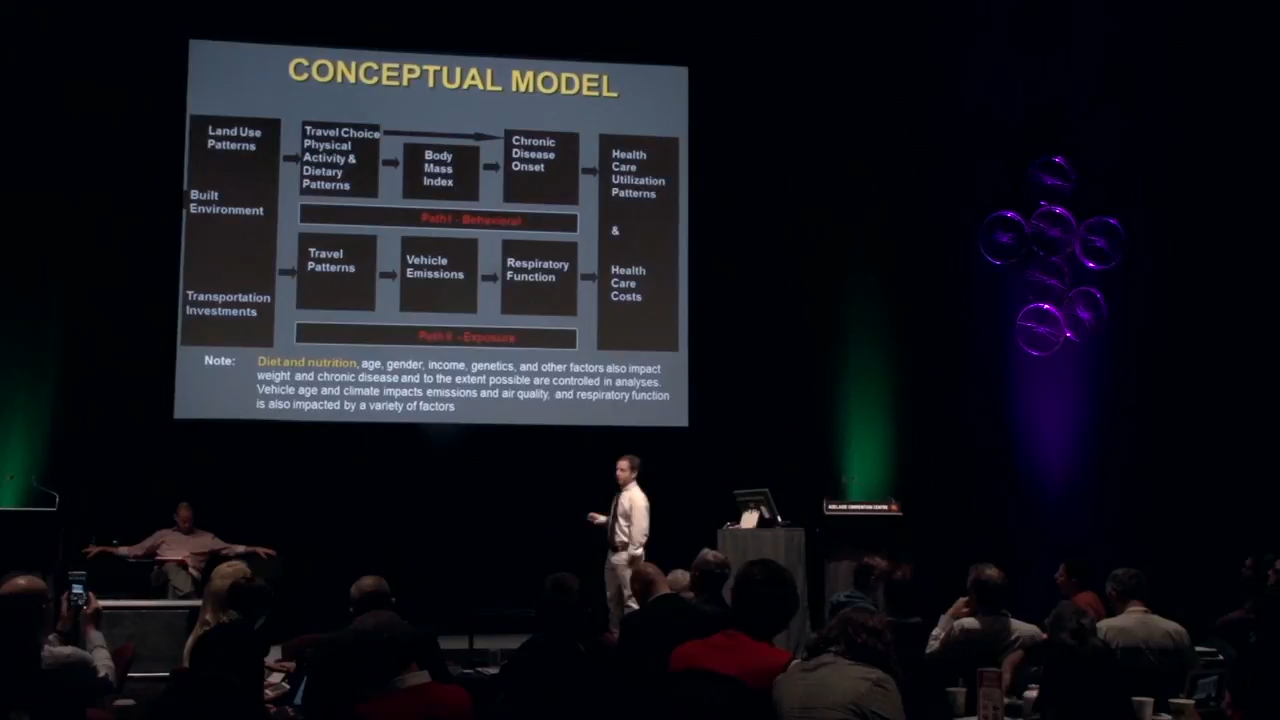 CONCEPTUAL MODEL
Land Use
Patterns
Built
Environment
Transportation
Investments
Travel Choice
Physical
Activity &
Dietary
Patterns
Body
Mass
Index
Chronic
Disease
Onset
Path I - Behavioral
Travel
Patterns
Vehicle
Emissions
Respiratory
Function
Path II - Exposure
Health
Care
Utilization
Patterns
&
Health
Care
Costs
Note: Diet and nutrition, age, gender, income, genetics, and other factors also impact
weight and chronic disease and to the extent possible are controlled in analyses.
Vehicle age and climate impacts emissions and air quality, and respiratory function
is also impacted by a variety of factors
ADELAIDE CONVENTION CENTRE